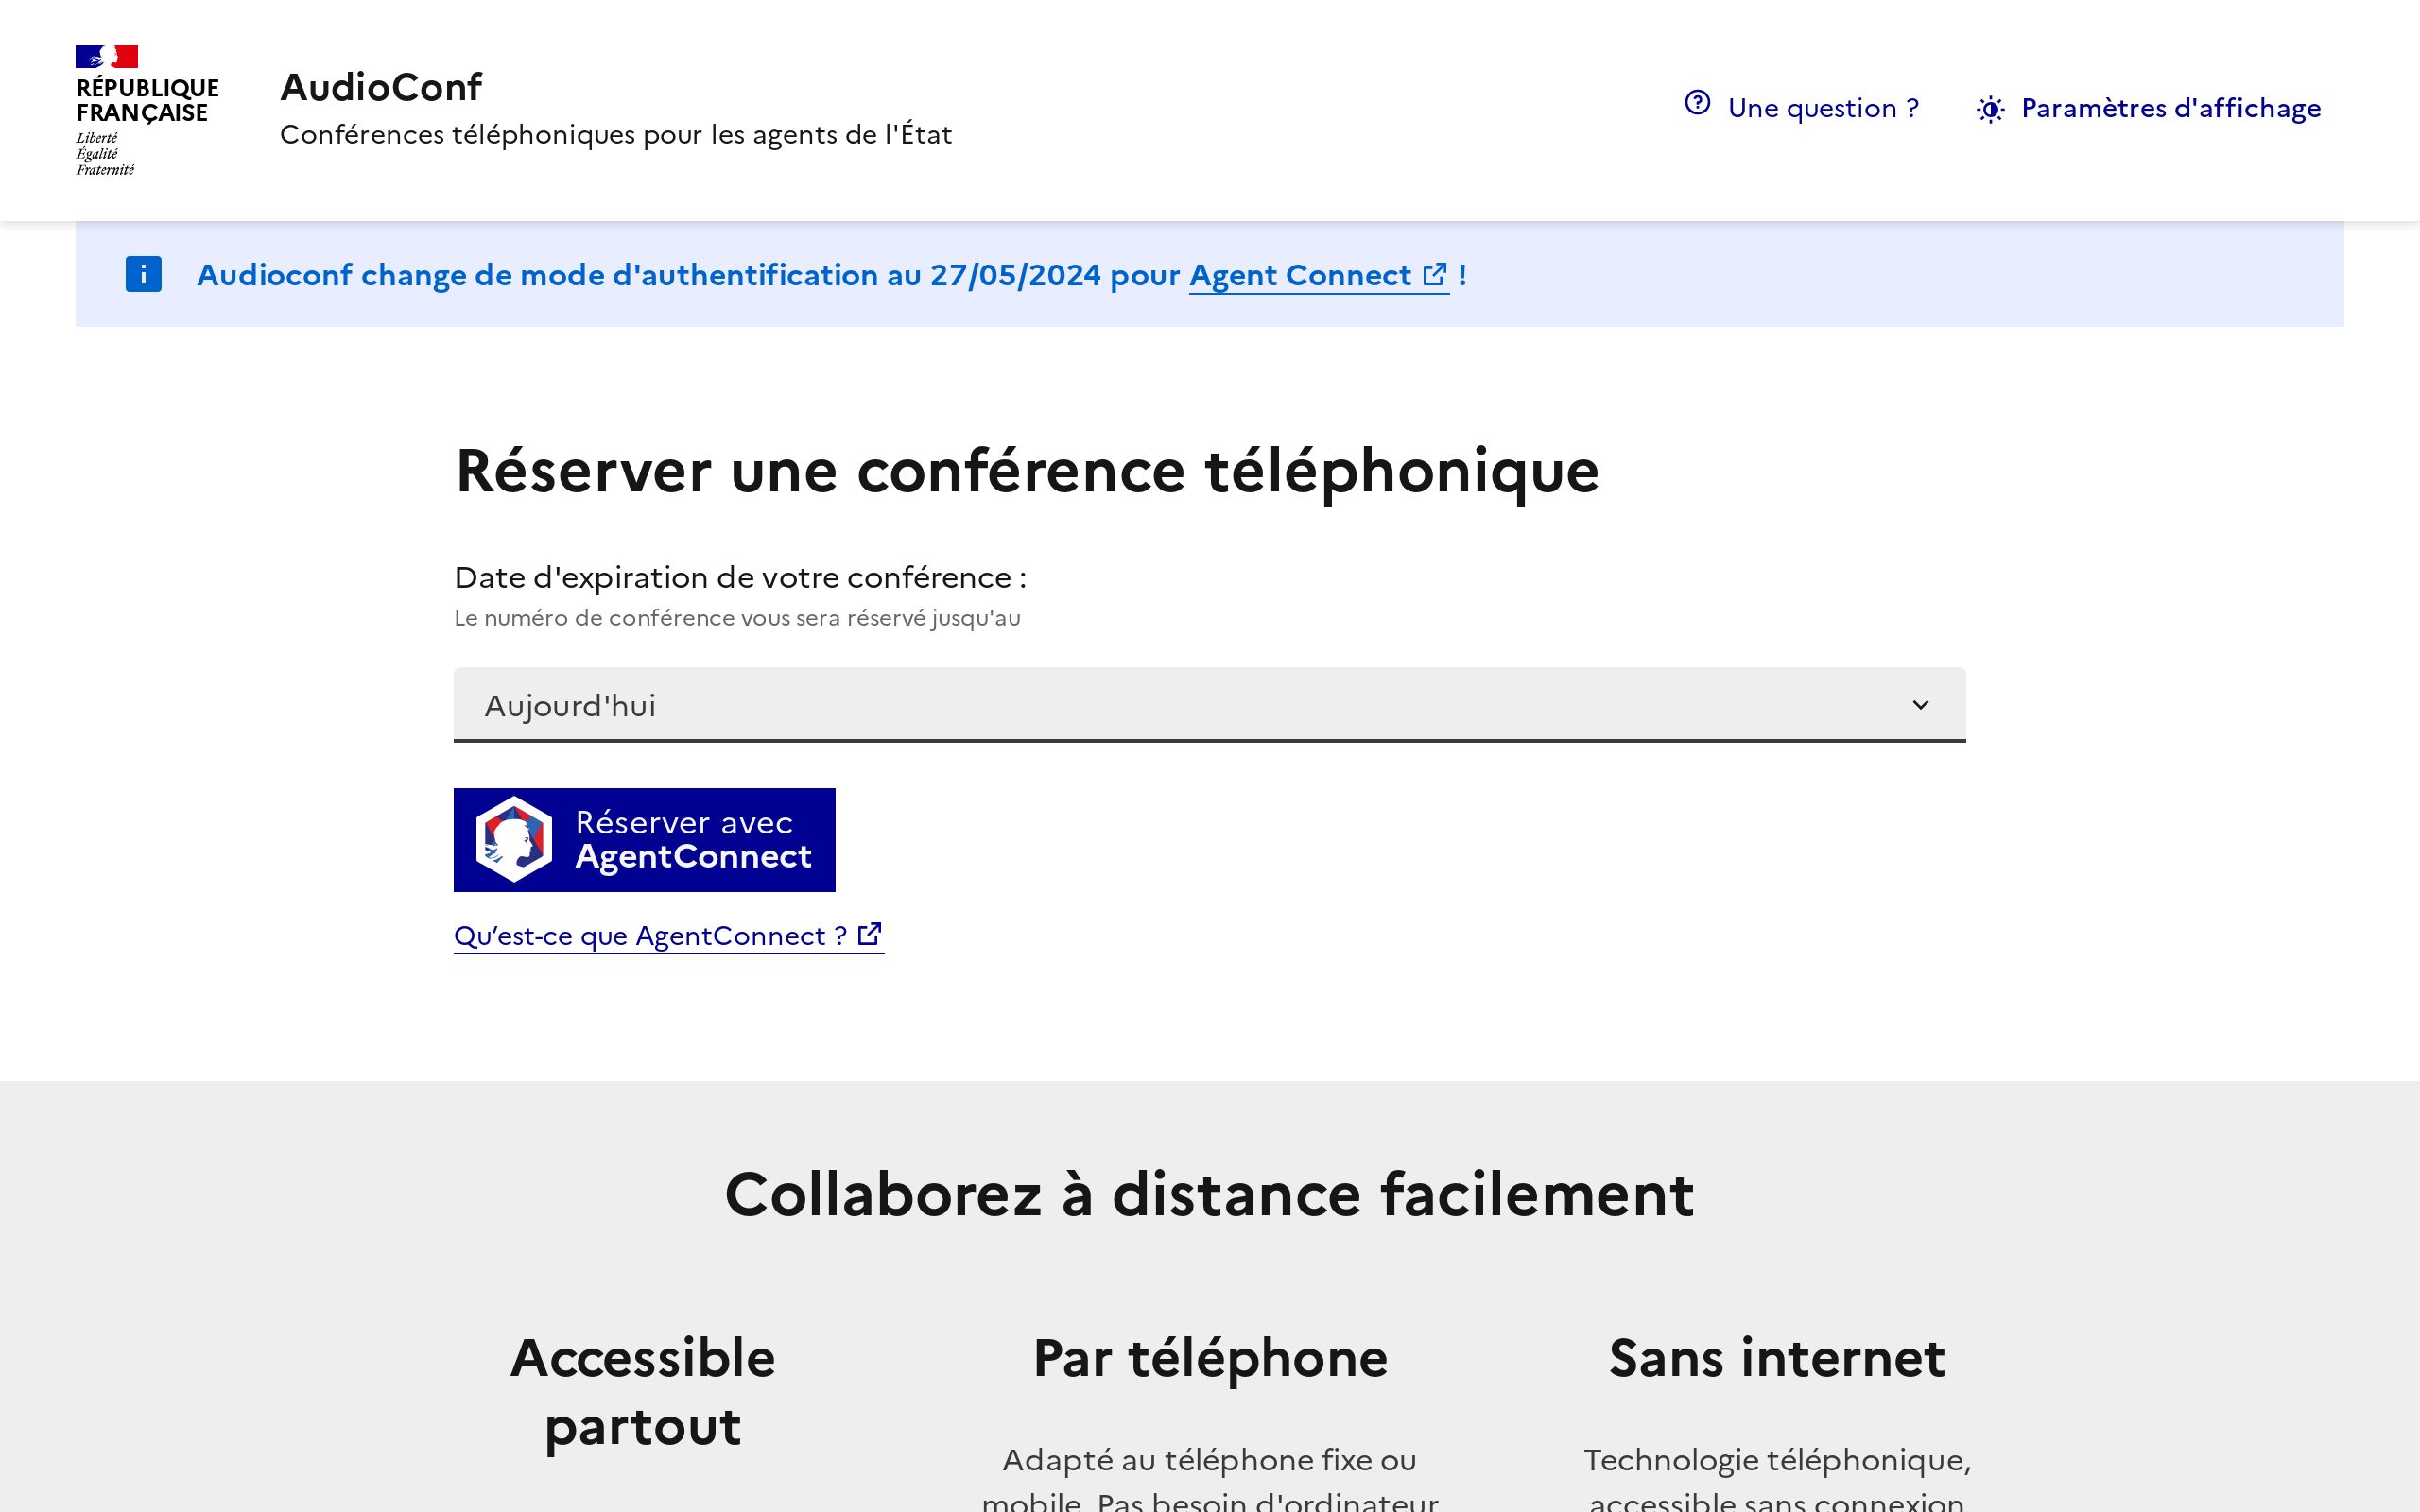 RÉPUBLIQUE
FRANÇAISE
Liberté
Égalité
Fraternité
AudioConf
Conférences téléphoniques pour les agents de l'État
Une question ?
Paramètres d'affichage
Audioconf change de mode d'authentification au 27/05/2024 pour Agent Connect !
Réserver une conférence téléphonique
Date d'expiration de votre conférence :
Le numéro de conférence vous sera réservé jusqu'au
Aujourd'hui
Réserver avec
AgentConnect
Qu’est-ce que AgentConnect ?
Collaborez à distance facilement
Accessible
partout
Par téléphone
Adapté au téléphone fixe ou
mobile. Pas besoin d'ordinateur
Sans internet
Technologie téléphonique,
accessible sans connexion